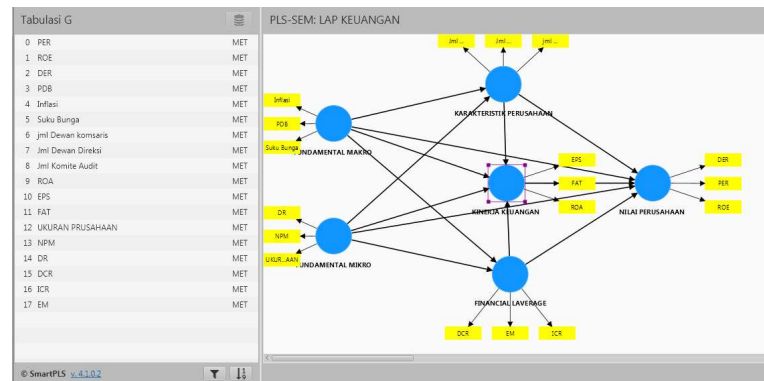 Tabulasi G
0 PER MET
1 ROE MET
2 DER MET
3 PDB MET
4 Inflasi MET
5 Suku Bunga MET
6 jml Dewan komsaris MET
7 Jml Dewan Direksi MET
8 Jml Komite Audit MET
9 ROA MET
10 EPS MET
11 FAT MET
12 UKURAN PRUSAHAAN MET
13 NPM MET
14 DR MET
15 DCR MET
16 ICR MET
17 EM MET
© SmartPLS v. 4.1.0.2
PLS-SEM: LAP KEUANGAN
Jml ... Jml ... jml ...
KARAKTERISTIK PERUSAHAAN
Inflasi
PDB
Suku Bunga
FUNDAMENTAL MAKRO
EPS
FAT
ROA
KINERJA KEUANGAN
DER
PER
ROE
NILAI PERUSAHAAN
DR
NPM
UKUR...AAN
FUNDAMENTAL MIKRO
FINANCIAL LAVERAGE
DCR EM ICR